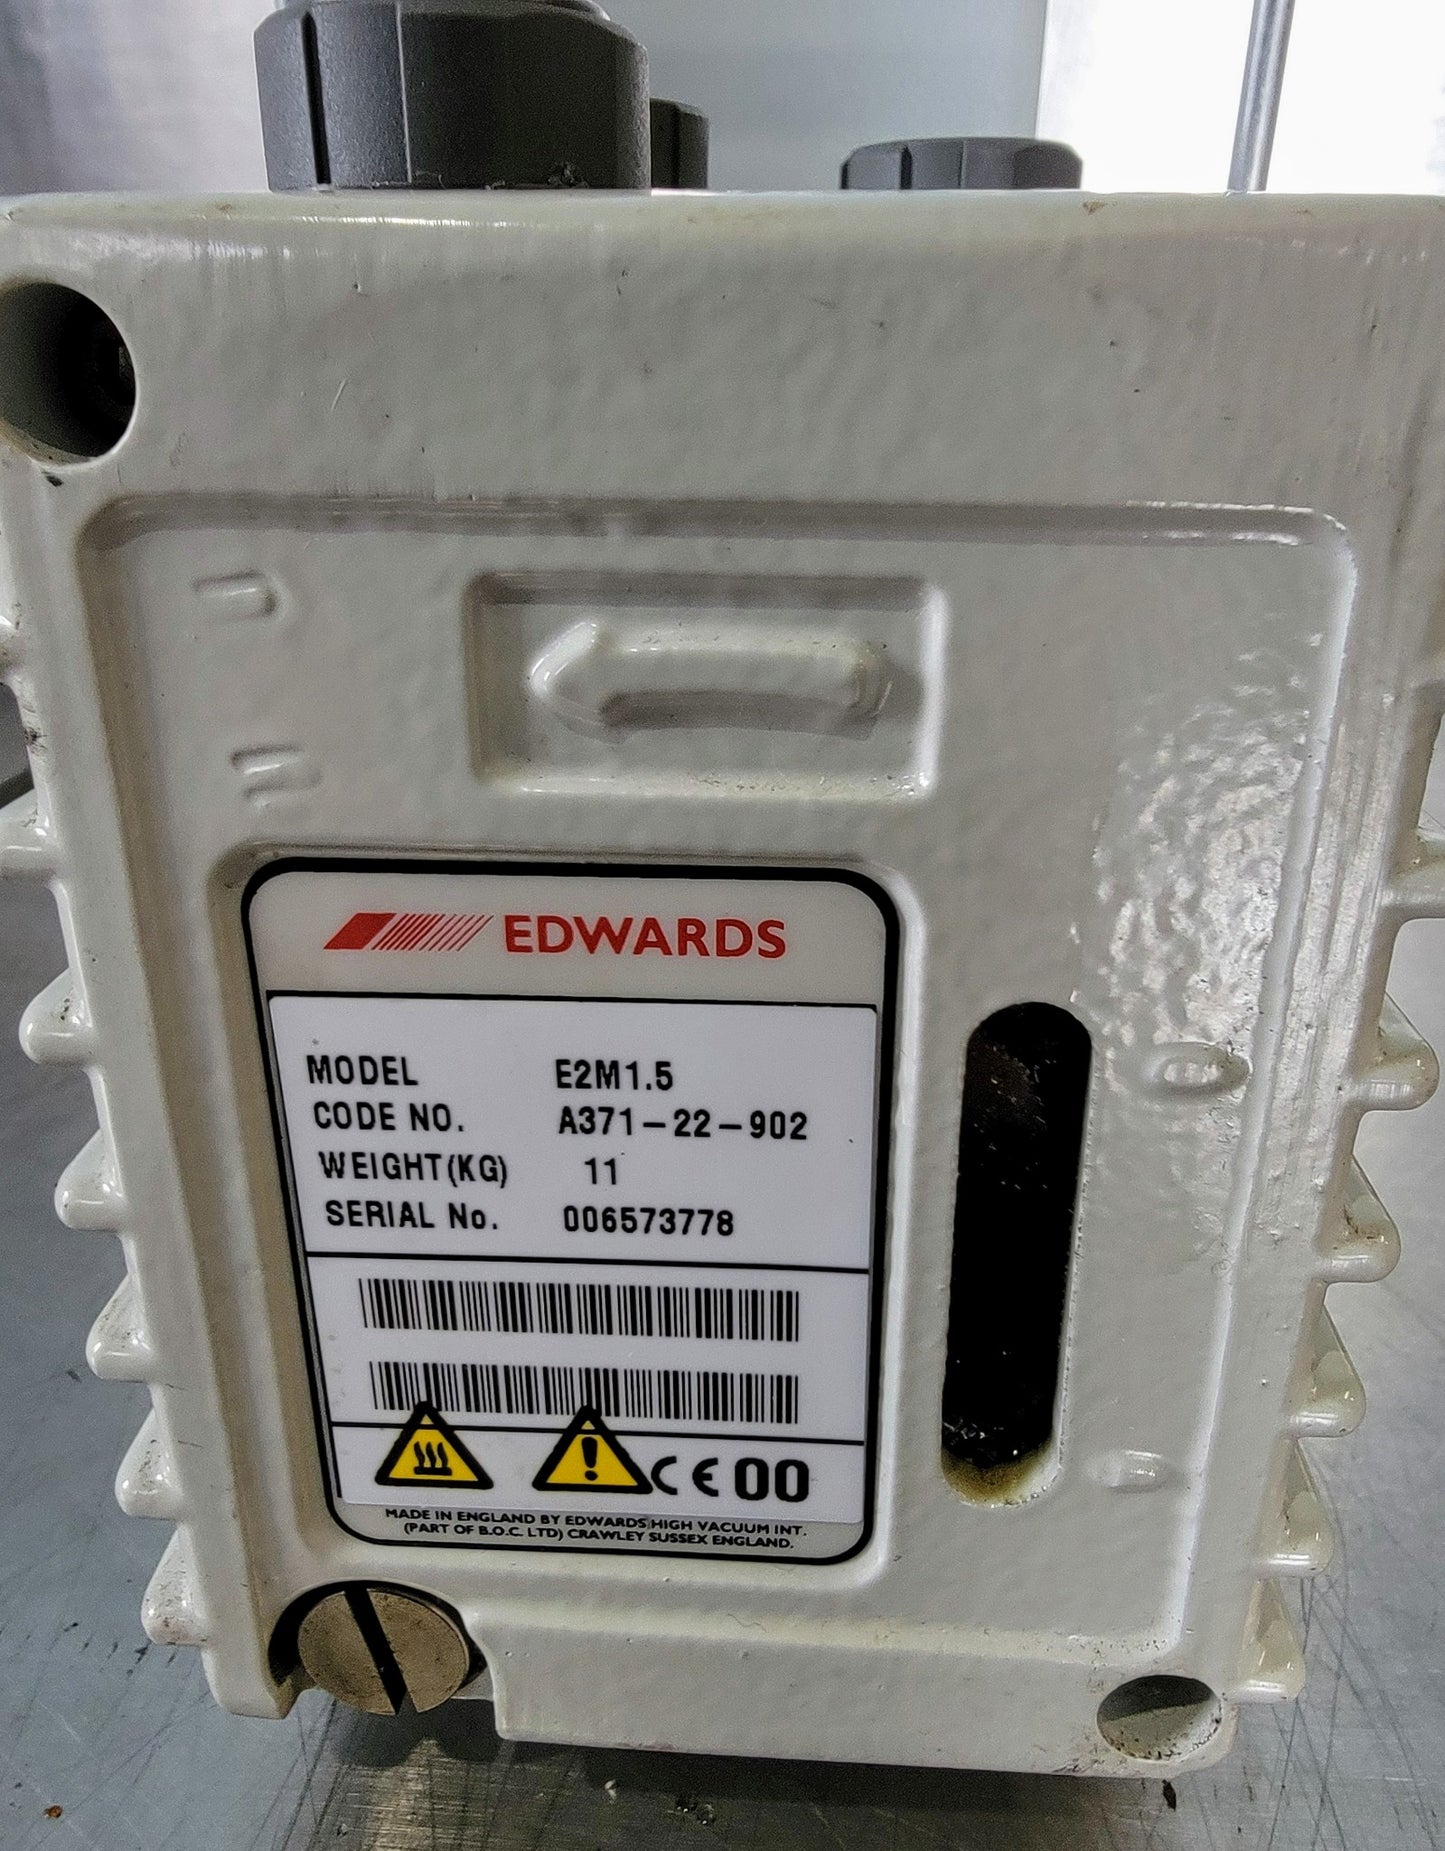 EDWARDS
MODEL E2M1.5
CODE NO. A371-22-902
WEIGHT(KG) 11
SERIAL No. 006573778
CE 00
MADE IN ENGLAND BY EDWARDS HIGH VACUUM INT.
(PART OF B.O.C. LTD) CRAWLEY SUSSEX ENGLAND.